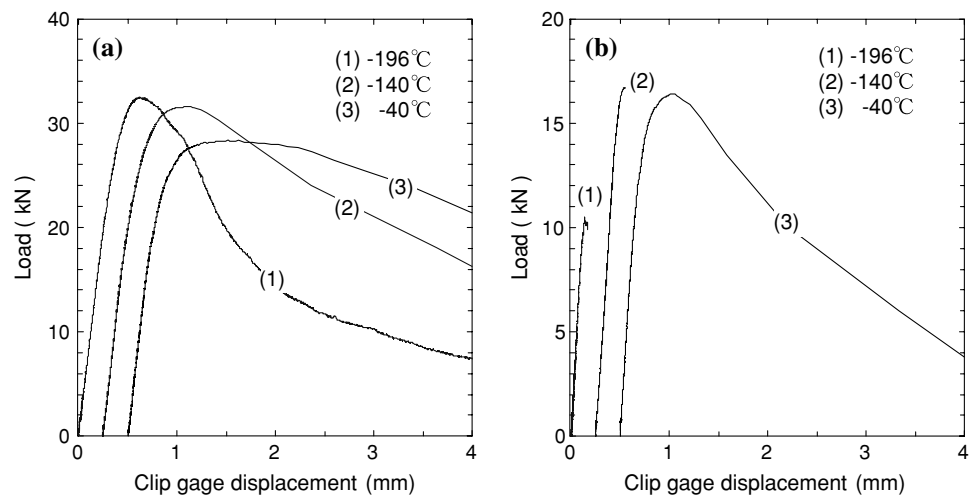 (a)
(1) -196℃
(2) -140℃
(3) -40℃
40
30
20
10
0
Load ( kN )
(1)
(2)
(3)
0 1 2 3 4
Clip gage displacement (mm)
(b)
(1) -196℃
(2) -140℃
(3) -40℃
20
15
10
5
0
Load ( kN )
(1)
(2)
(3)
0 1 2 3 4
Clip gage displacement (mm)